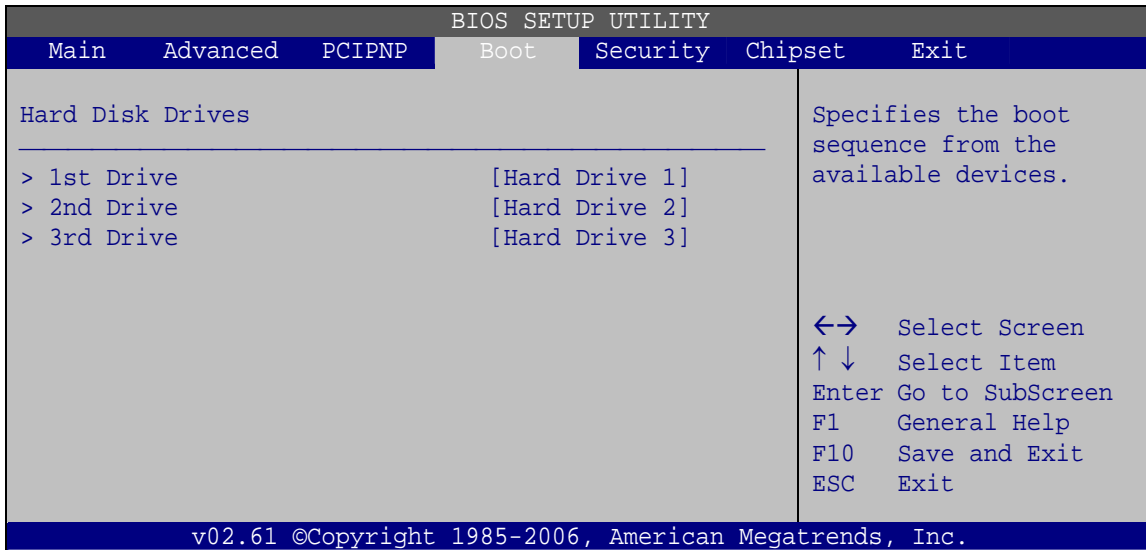 BIOS SETUP UTILITY
Main Advanced PCIPNP Boot Security Chipset Exit
Hard Disk Drives
> 1st Drive [Hard Drive 1]
> 2nd Drive [Hard Drive 2]
> 3rd Drive [Hard Drive 3]
Specifies the boot
sequence from the
available devices.
←→ Select Screen
↑ ↓ Select Item
Enter Go to SubScreen
F1 General Help
F10 Save and Exit
ESC Exit
v02.61 ©Copyright 1985-2006, American Megatrends, Inc.